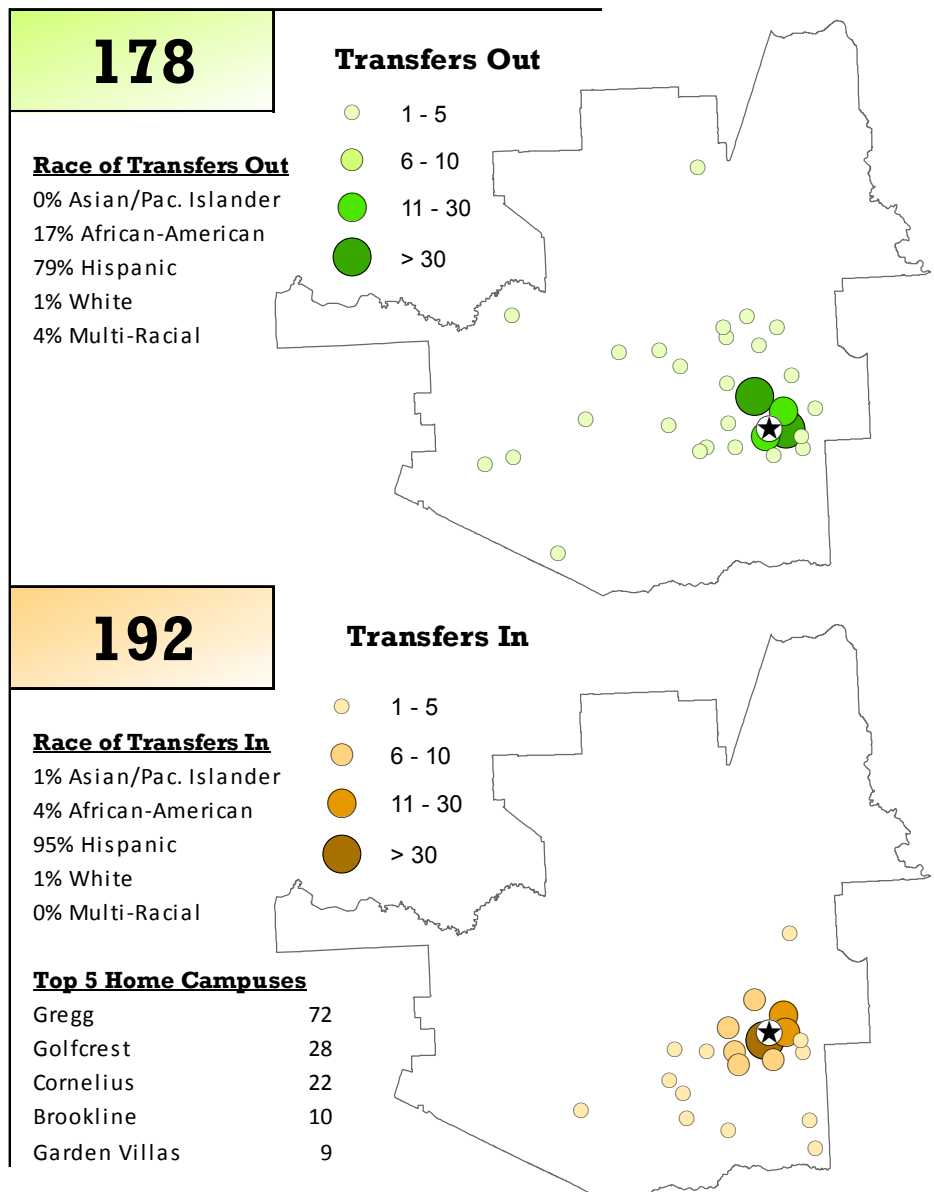 178
Transfers Out
1 - 5
6 - 10
11 - 30
> 30
Race of Transfers Out
0% Asian/Pac. Islander
17% African-American
79% Hispanic
1% White
4% Multi-Racial
192
Transfers In
1 - 5
6 - 10
11 - 30
> 30
Race of Transfers In
1% Asian/Pac. Islander
4% African-American
95% Hispanic
1% White
0% Multi-Racial
Top 5 Home Campuses
Gregg 72
Golfcrest 28
Cornelius 22
Brookline 10
Garden Villas 9